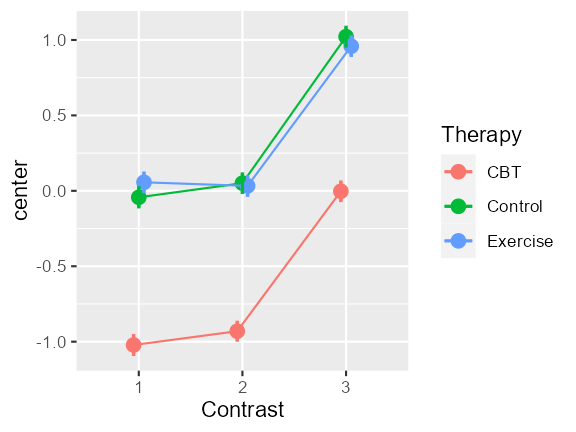 1.0
0.5
0.0
-0.5
-1.0
center
1 2 3
Contrast
Therapy
CBT
Control
Exercise